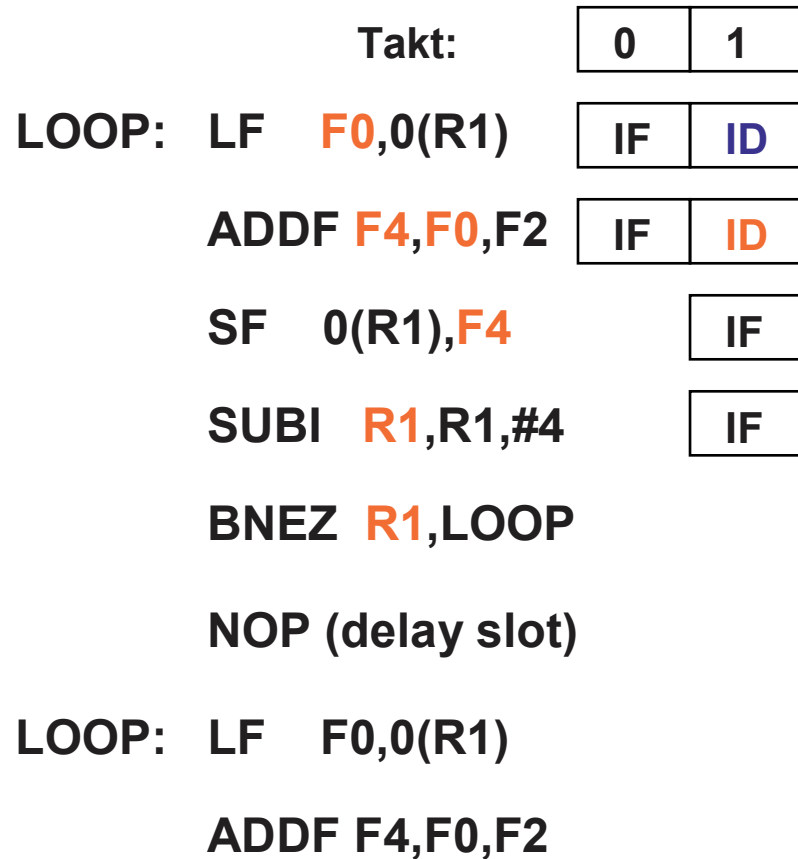 Takt: 0 1
LOOP: LF F0,0(R1) IF ID
ADDF F4,F0,F2 IF ID
SF 0(R1),F4 IF
SUBI R1,R1,#4 IF
BNEZ R1,LOOP
NOP (delay slot)
LOOP: LF F0,0(R1)
ADDF F4,F0,F2